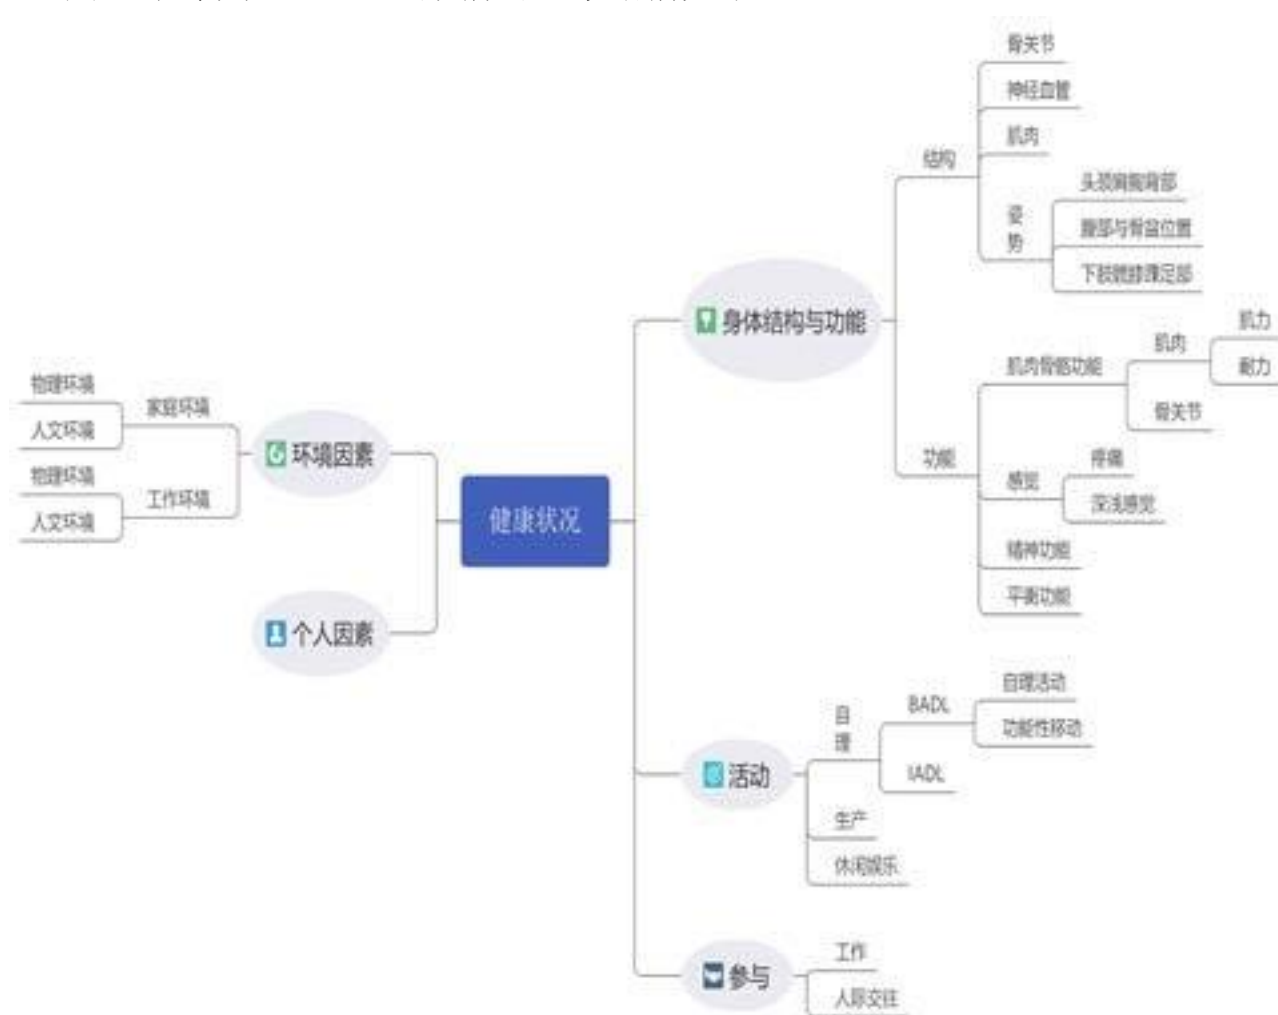 骨关节
神经血管
肌肉
结构
头颈肩胸背部
姿势
腹部与骨盆位置
下肢髋膝踝足部
身体结构与功能
肌力
肌肉
耐力
肌肉骨骼功能
骨关节
功能
疼痛
感觉
深浅感觉
精神功能
平衡功能
物理环境
家庭环境
人文环境
环境因素
物理环境
工作环境
人文环境
健康状况
个人因素
自理活动
BADL
自理
功能性移动
IADL
活动
生产
休闲娱乐
工作
参与
人际交往